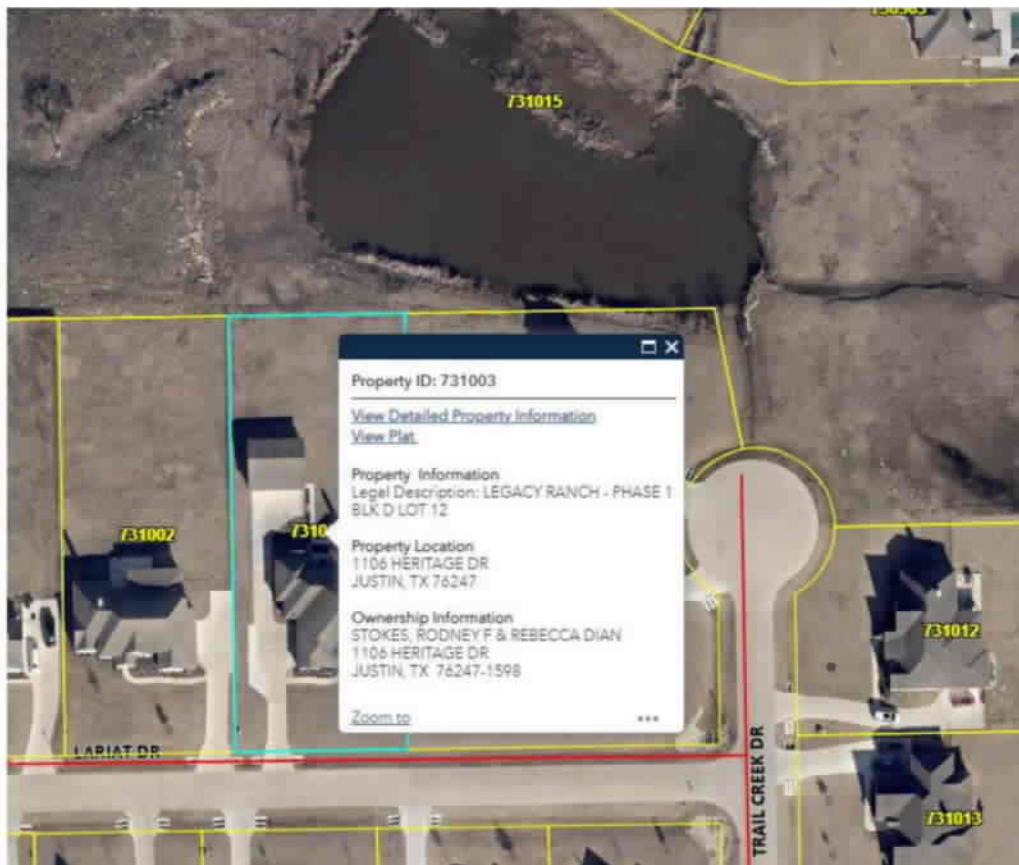 731015
Property ID: 731003
View Detailed Property Information
View Plat
Property Information
Legal Description: LEGACY RANCH - PHASE 1
BLK D LOT 12
Property Location
1106 HERITAGE DR
JUSTIN, TX 76247
Ownership Information
STOKES, RODNEY F & REBECCA DIAN
1106 HERITAGE DR
JUSTIN, TX 76247-1598
Zoom to
731002
7310
731012
LARIAT DR
TRAIL CREEK DR
731013